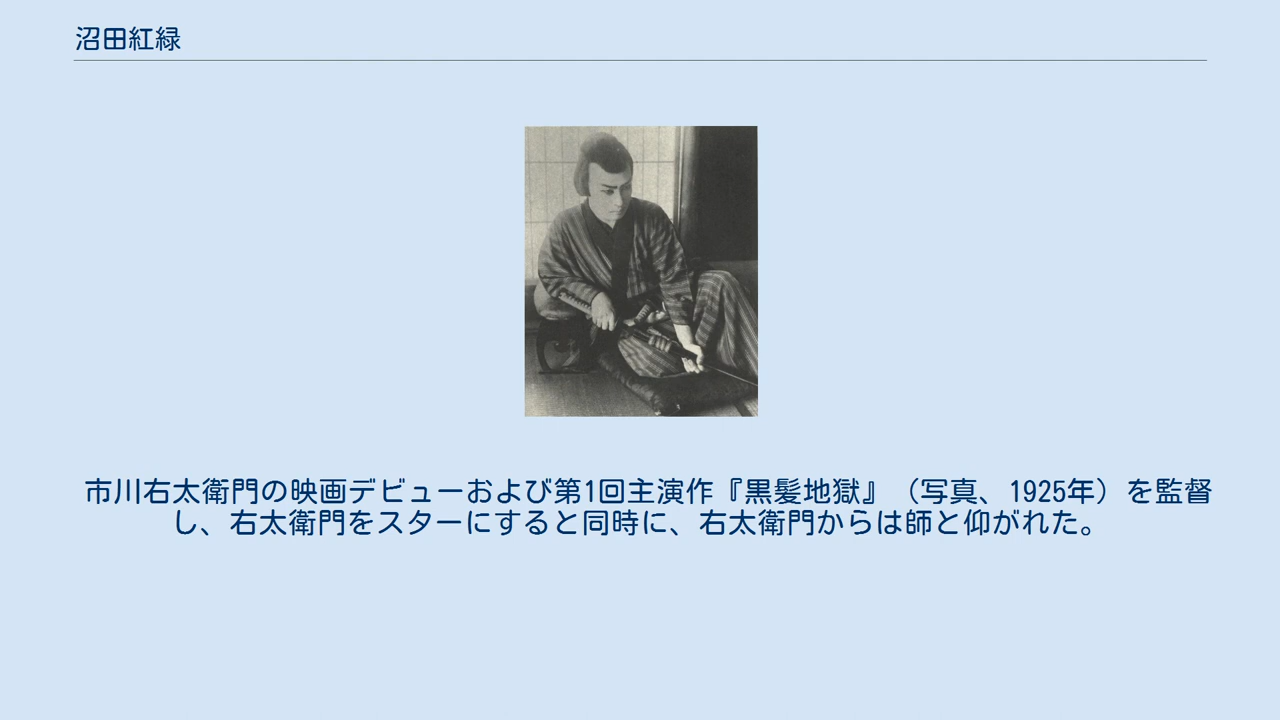 沼田紅緑
市川右太衛門の映画デビューおよび第1回主演作『黒髪地獄』（写真、1925年）を監督
し、右太衛門をスターにすると同時に、右太衛門からは師と仰がれた。